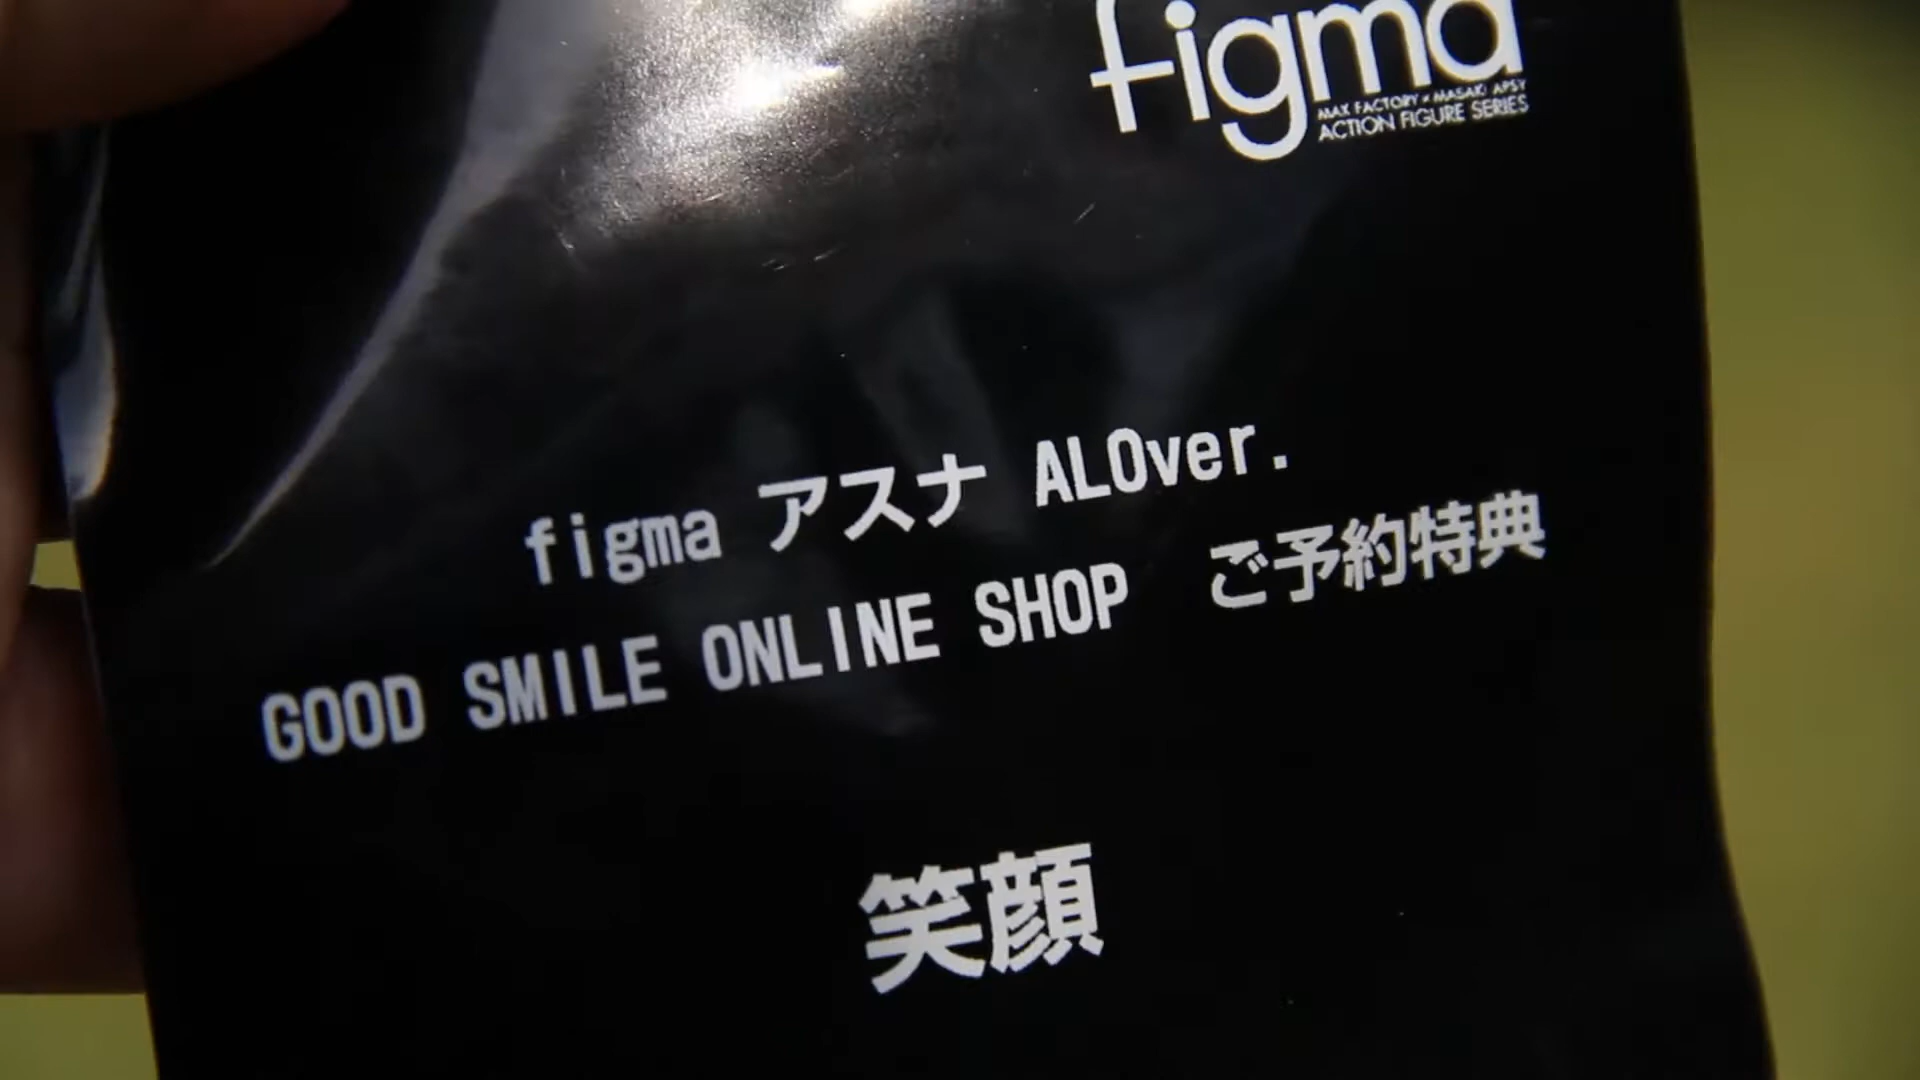 figma
MAX FACTORY × MASAKI APSY
ACTION FIGURE SERIES
figma アスナ ALOver.
GOOD SMILE ONLINE SHOP　ご予約特典
笑顔